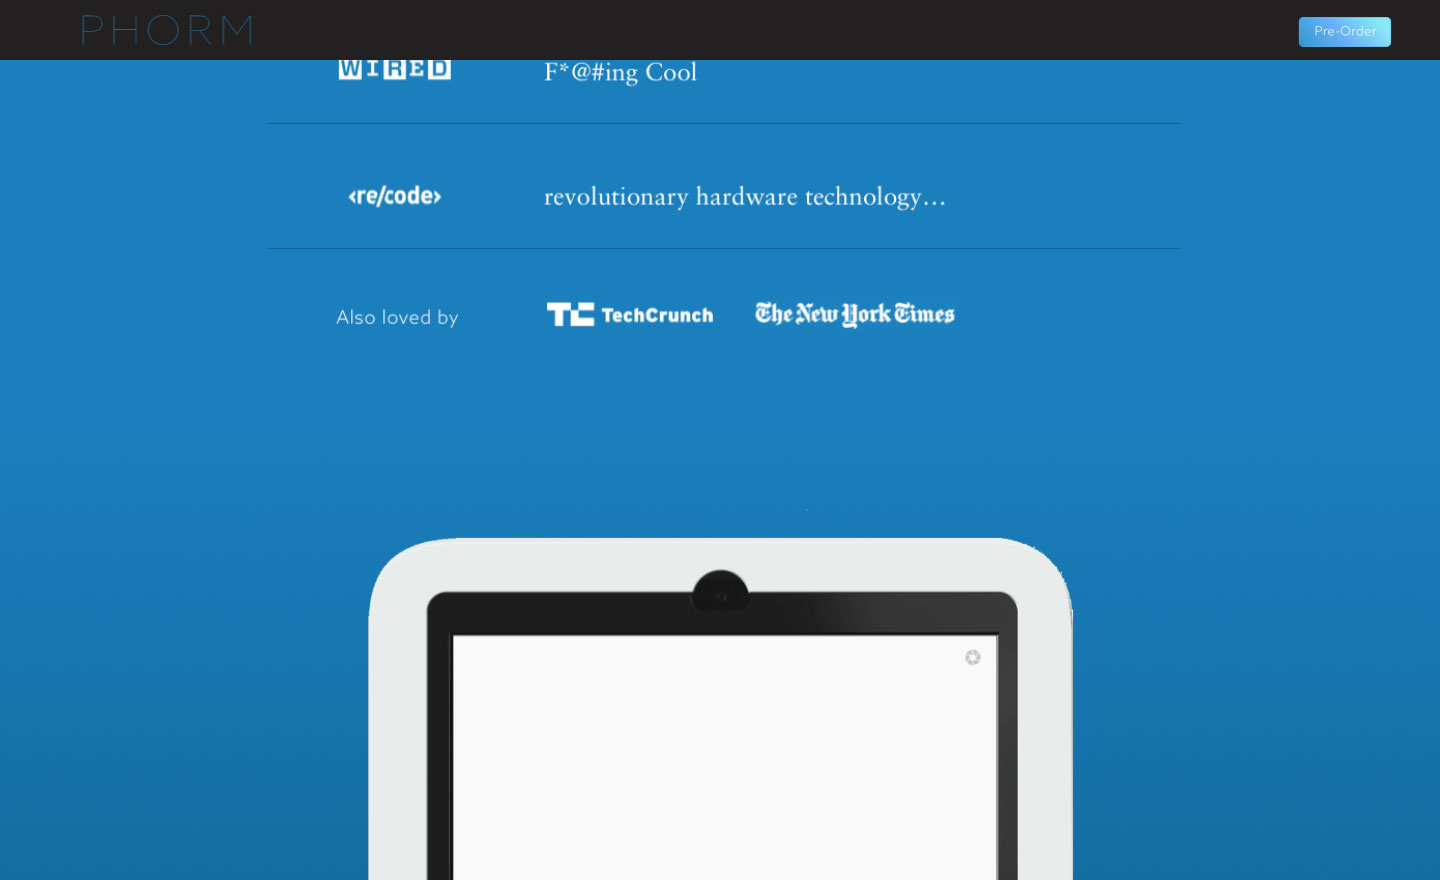 PHORM
Pre-Order
WIRED
F*@#ing Cool
<re/code>
revolutionary hardware technology...
Also loved by
TC TechCrunch
The New York Times